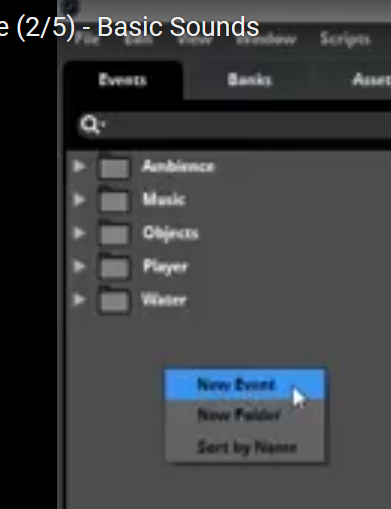 e (2/5) - Basic Sounds
File Edit View Window Scripts
Events Banks Asset
Ambience
Music
Objects
Player
Water
New Event
New Folder
Sort by Name